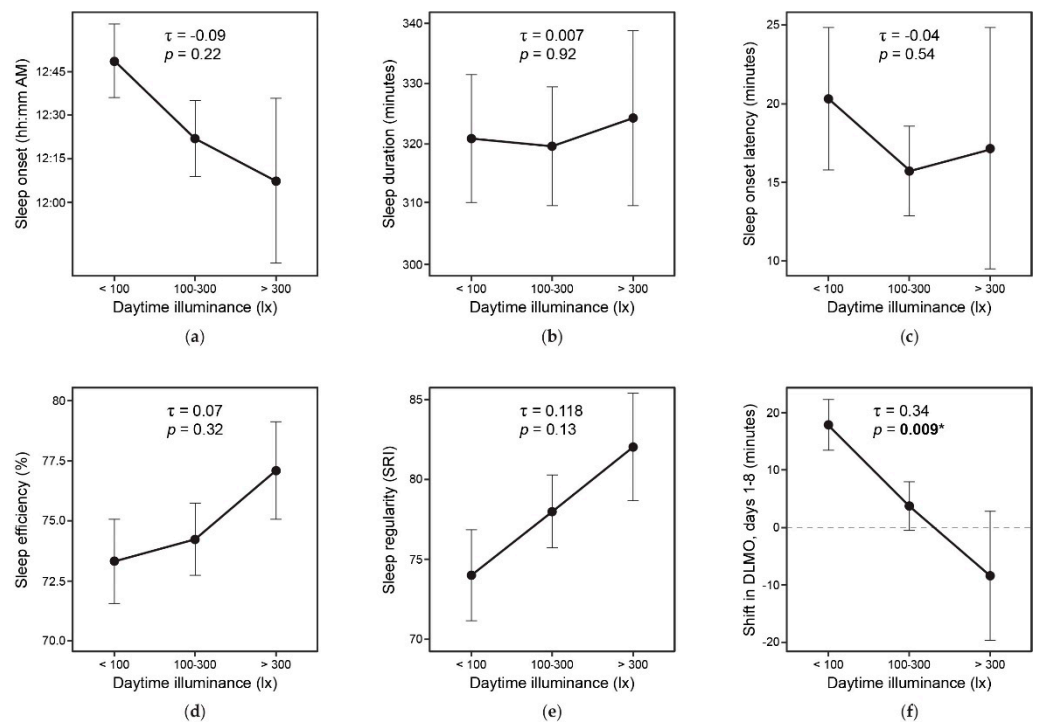 τ = -0.09
p = 0.22
Sleep onset (hh:mm AM)
12:45
12:30
12:15
12:00
< 100
100-300
> 300
Daytime illuminance (lx)
(a)
τ = 0.007
p = 0.92
Sleep duration (minutes)
340
330
320
310
300
< 100
100-300
> 300
Daytime illuminance (lx)
(b)
τ = -0.04
p = 0.54
Sleep onset latency (minutes)
25
20
15
10
< 100
100-300
> 300
Daytime illuminance (lx)
(c)
τ = 0.07
p = 0.32
Sleep efficiency (%)
80
77.5
75.0
72.5
70.0
< 100
100-300
> 300
Daytime illuminance (lx)
(d)
τ = 0.118
p = 0.13
Sleep regularity (SRI)
85
80
75
70
< 100
100-300
> 300
Daytime illuminance (lx)
(e)
τ = 0.34
p = 0.009*
Shift in DLMO, days 1-8 (minutes)
20
10
0
-10
-20
< 100
100-300
> 300
Daytime illuminance (lx)
(f)